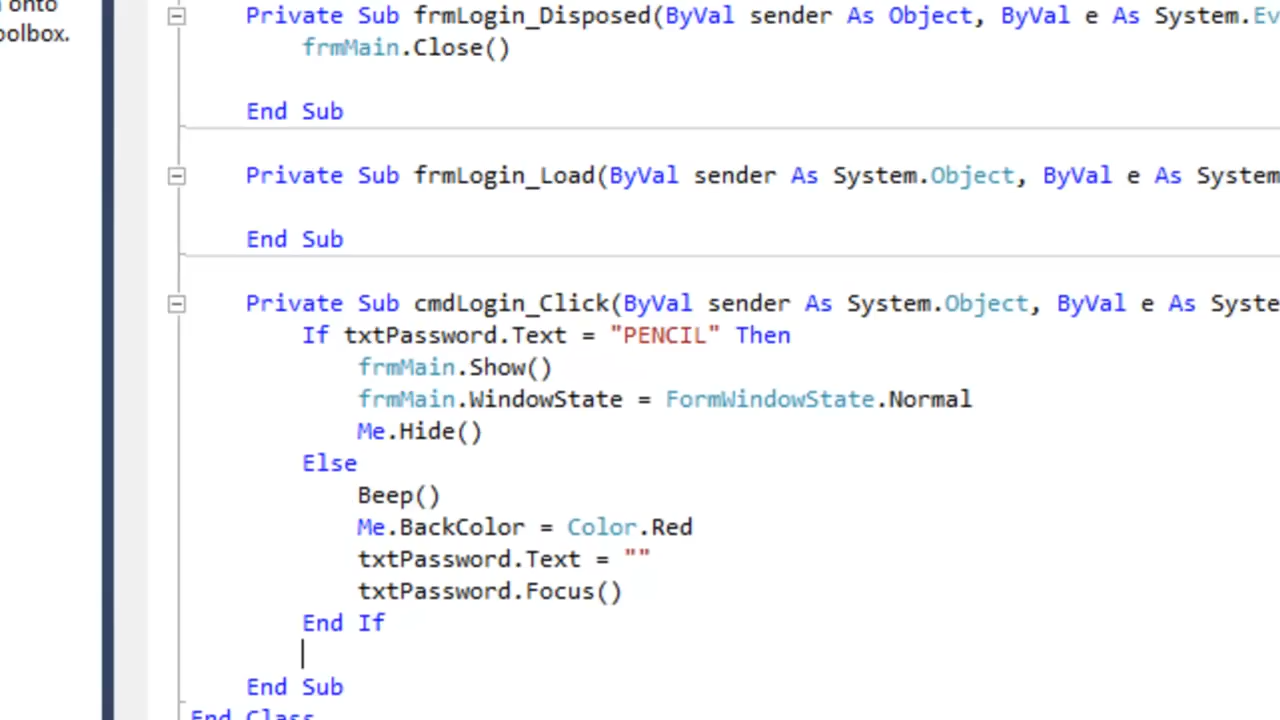 onto
oolbox.
Private Sub frmLogin_Disposed(ByVal sender As Object, ByVal e As System.Ev
frmMain.Close()
End Sub
Private Sub frmLogin_Load(ByVal sender As System.Object, ByVal e As System
End Sub
Private Sub cmdLogin_Click(ByVal sender As System.Object, ByVal e As Syste
If txtPassword.Text = "PENCIL" Then
frmMain.Show()
frmMain.WindowState = FormWindowState.Normal
Me.Hide()
Else
Beep()
Me.BackColor = Color.Red
txtPassword.Text = ""
txtPassword.Focus()
End If
End Sub
End Class